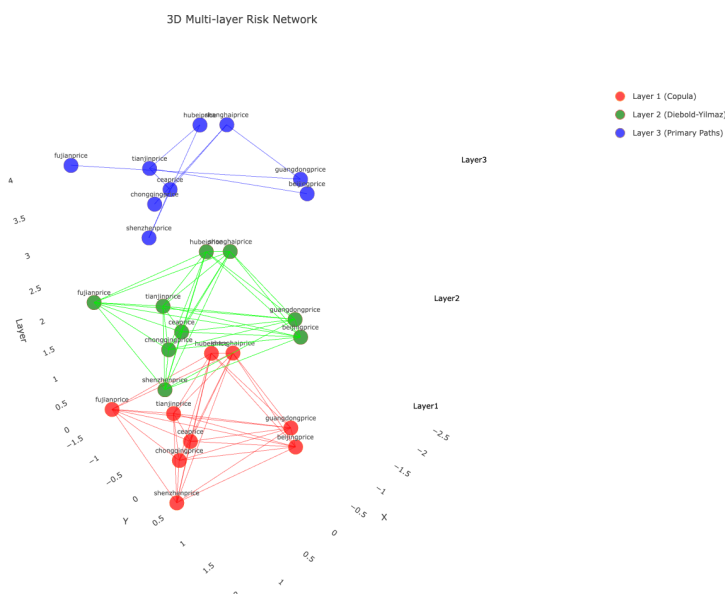 3D Multi-layer Risk Network
Layer 1 (Copula)
Layer 2 (Diebold-Yilmaz)
Layer 3 (Primary Paths)
hubeiprice
shanghaiprice
fujianprice
tianjinprice
guangdongprice
beijingprice
ceaprice
chongqingprice
shenzhenprice
Layer3
hubeiprice
shanghaiprice
fujianprice
tianjinprice
guangdongprice
beijingprice
ceaprice
chongqingprice
shenzhenprice
Layer2
hubeiprice
shanghaiprice
fujianprice
tianjinprice
guangdongprice
beijingprice
ceaprice
chongqingprice
shenzhenprice
Layer1
4
3.5
3
2.5
2
1.5
1
0.5
0
Layer
−1.5
−1
−0.5
0
0.5
1
1.5
Y
−2.5
−2
−1.5
−1
−0.5
0
0.5
1
X